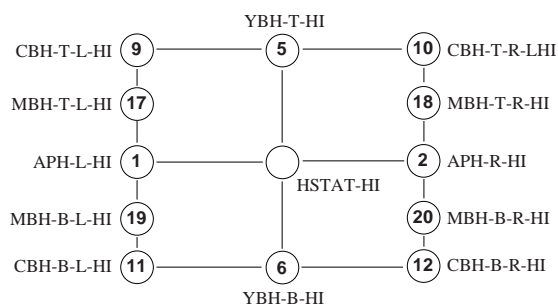 YBH-T-HI
CBH-T-L-HI 9 5 10 CBH-T-R-LHI
MBH-T-L-HI 17 18 MBH-T-R-HI
APH-L-HI 1 2 APH-R-HI
HSTAT-HI
MBH-B-L-HI 19 20 MBH-B-R-HI
CBH-B-L-HI 11 6 12 CBH-B-R-HI
YBH-B-HI